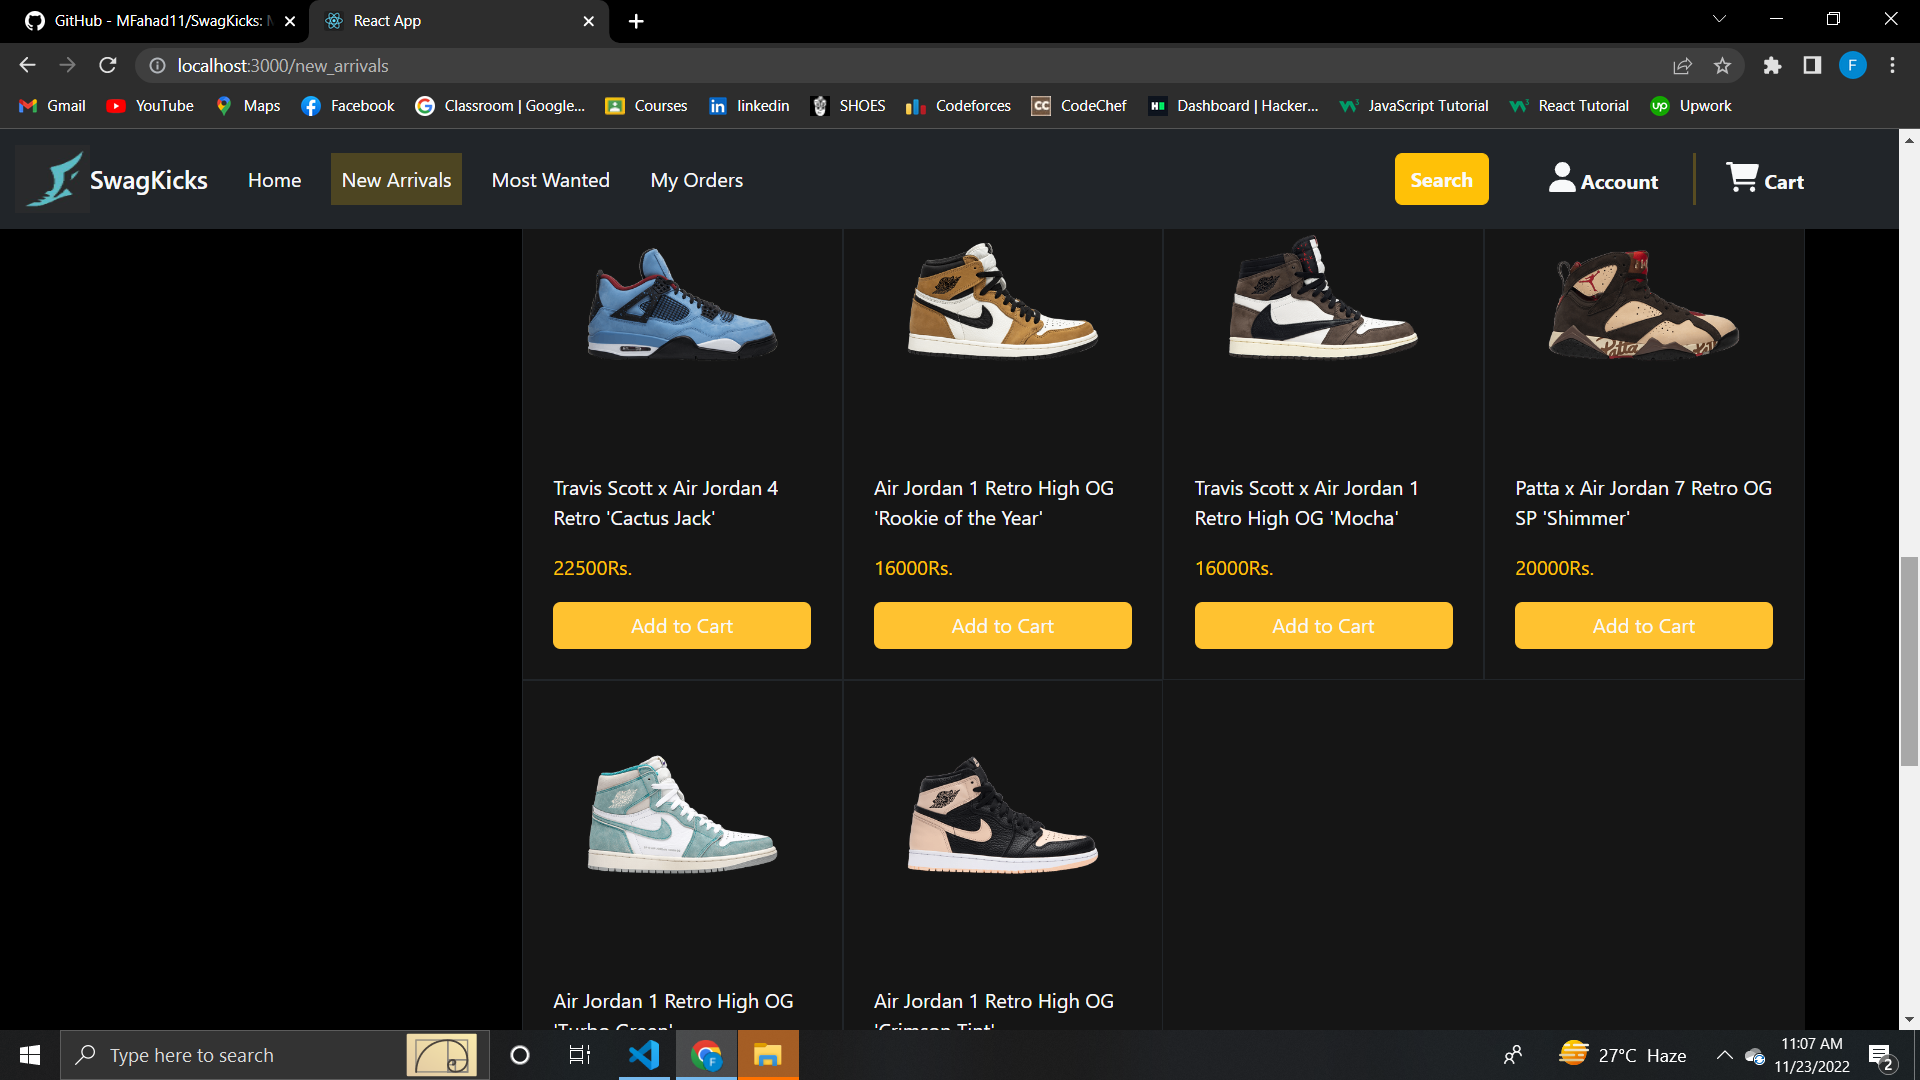 GitHub - MFahad11/SwagKicks: M
React App
localhost:3000/new_arrivals
F
Gmail
YouTube
Maps
Facebook
Classroom | Google...
Courses
linkedin
SHOES
Codeforces
CodeChef
Dashboard | Hacker...
JavaScript Tutorial
React Tutorial
Upwork
SwagKicks
Home
New Arrivals
Most Wanted
My Orders
Search
Account
Cart
Travis Scott x Air Jordan 4
Retro 'Cactus Jack'
22500Rs.
Add to Cart
Air Jordan 1 Retro High OG
'Rookie of the Year'
16000Rs.
Add to Cart
Travis Scott x Air Jordan 1
Retro High OG 'Mocha'
16000Rs.
Add to Cart
Patta x Air Jordan 7 Retro OG
SP 'Shimmer'
20000Rs.
Add to Cart
Air Jordan 1 Retro High OG
'Turbo Green'
Air Jordan 1 Retro High OG
'Crimson Tint'
Type here to search
27°C Haze
11:07 AM
11/23/2022
2